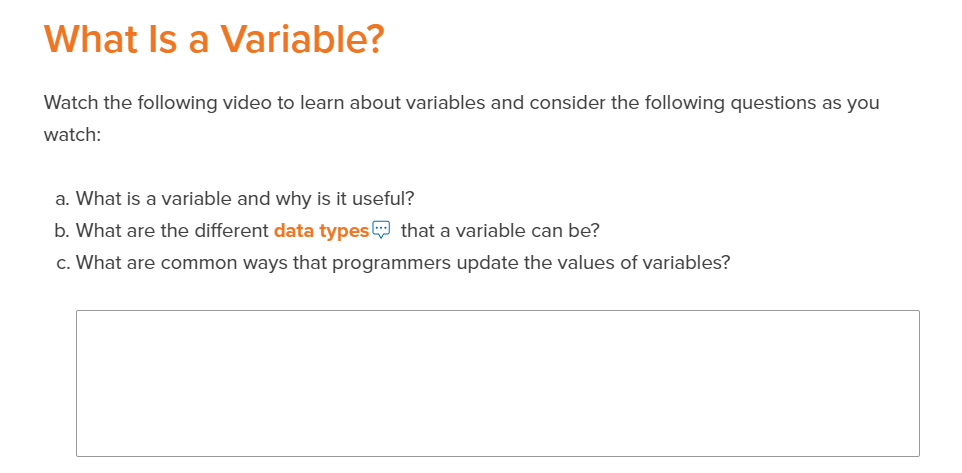 What Is a Variable?
Watch the following video to learn about variables and consider the following questions as you
watch:
a. What is a variable and why is it useful?
b. What are the different data types that a variable can be?
c. What are common ways that programmers update the values of variables?